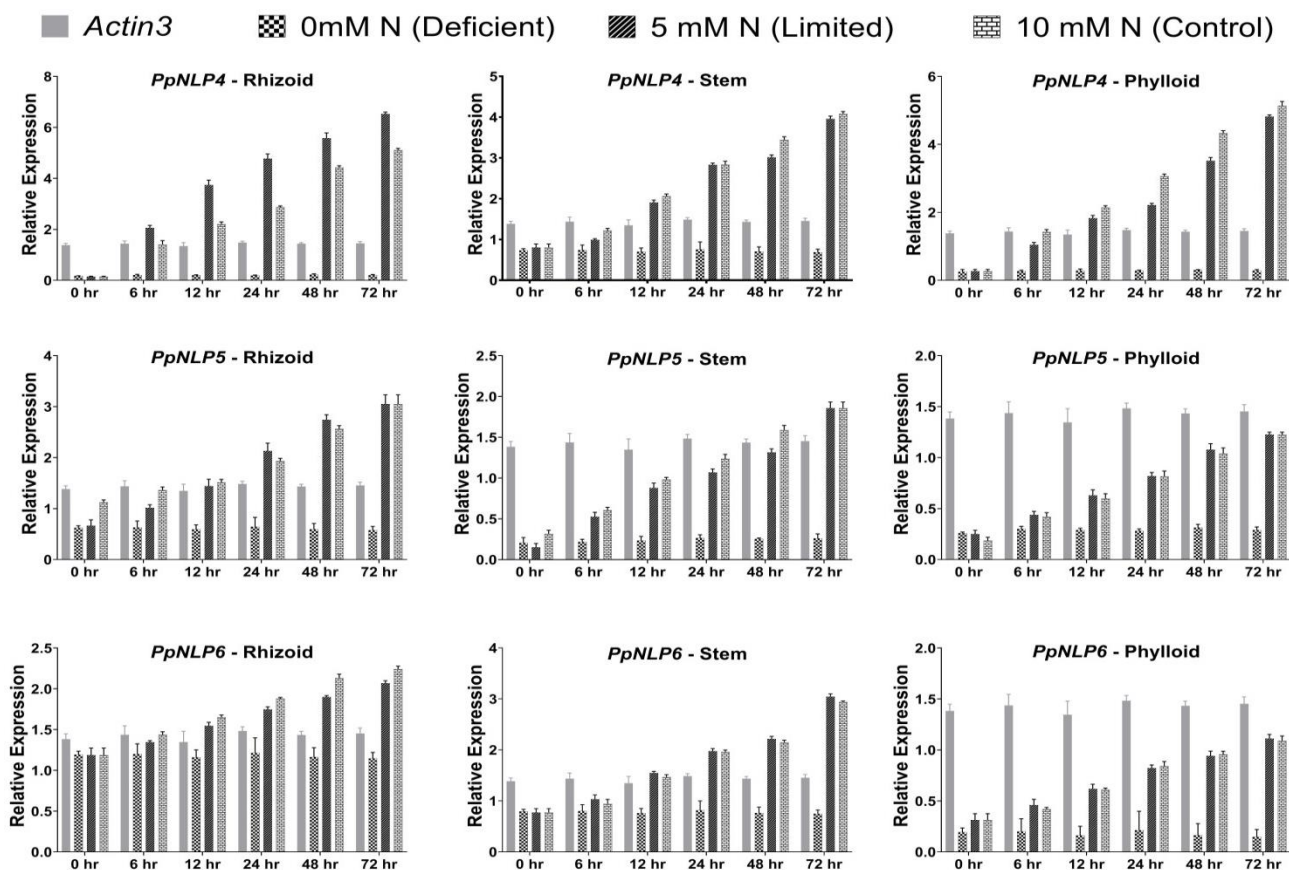 Actin3 0mM N (Deficient) 5 mM N (Limited) 10 mM N (Control)
PpNLP4 - Rhizoid
Relative Expression
8
6
4
2
0
0 hr 6 hr 12 hr 24 hr 48 hr 72 hr
PpNLP4 - Stem
Relative Expression
5
4
3
2
1
0
0 hr 6 hr 12 hr 24 hr 48 hr 72 hr
PpNLP4 - Phylloid
Relative Expression
6
4
2
0
0 hr 6 hr 12 hr 24 hr 48 hr 72 hr
PpNLP5 - Rhizoid
Relative Expression
4
3
2
1
0
0 hr 6 hr 12 hr 24 hr 48 hr 72 hr
PpNLP5 - Stem
Relative Expression
2.5
2.0
1.5
1.0
0.5
0.0
0 hr 6 hr 12 hr 24 hr 48 hr 72 hr
PpNLP5 - Phylloid
Relative Expression
2.0
1.5
1.0
0.5
0.0
0 hr 6 hr 12 hr 24 hr 48 hr 72 hr
PpNLP6 - Rhizoid
Relative Expression
2.5
2.0
1.5
1.0
0.5
0.0
0 hr 6 hr 12 hr 24 hr 48 hr 72 hr
PpNLP6 - Stem
Relative Expression
4
3
2
1
0
0 hr 6 hr 12 hr 24 hr 48 hr 72 hr
PpNLP6 - Phylloid
Relative Expression
2.0
1.5
1.0
0.5
0.0
0 hr 6 hr 12 hr 24 hr 48 hr 72 hr